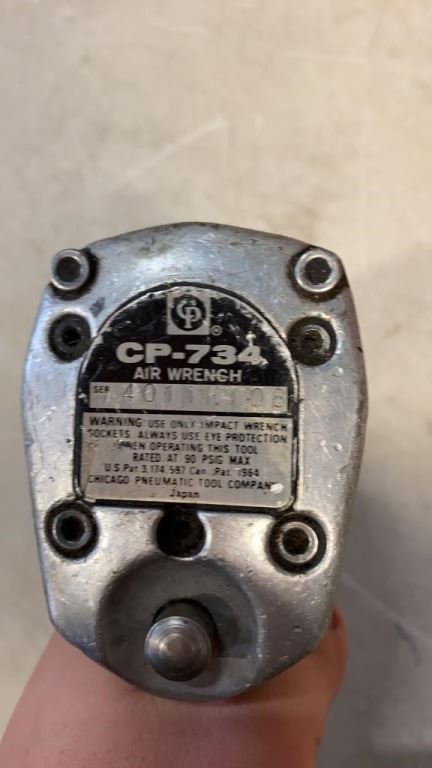 CP
®
CP-734
AIR WRENCH
SER
WARNING: USE ONLY IMPACT WRENCH
SOCKETS. ALWAYS USE EYE PROTECTION
WHEN OPERATING THIS TOOL
RATED AT 90 PSIG MAX
U.S. Pat 3,174,597 Can. Pat. 1964
CHICAGO PNEUMATIC TOOL COMPANY
Japan